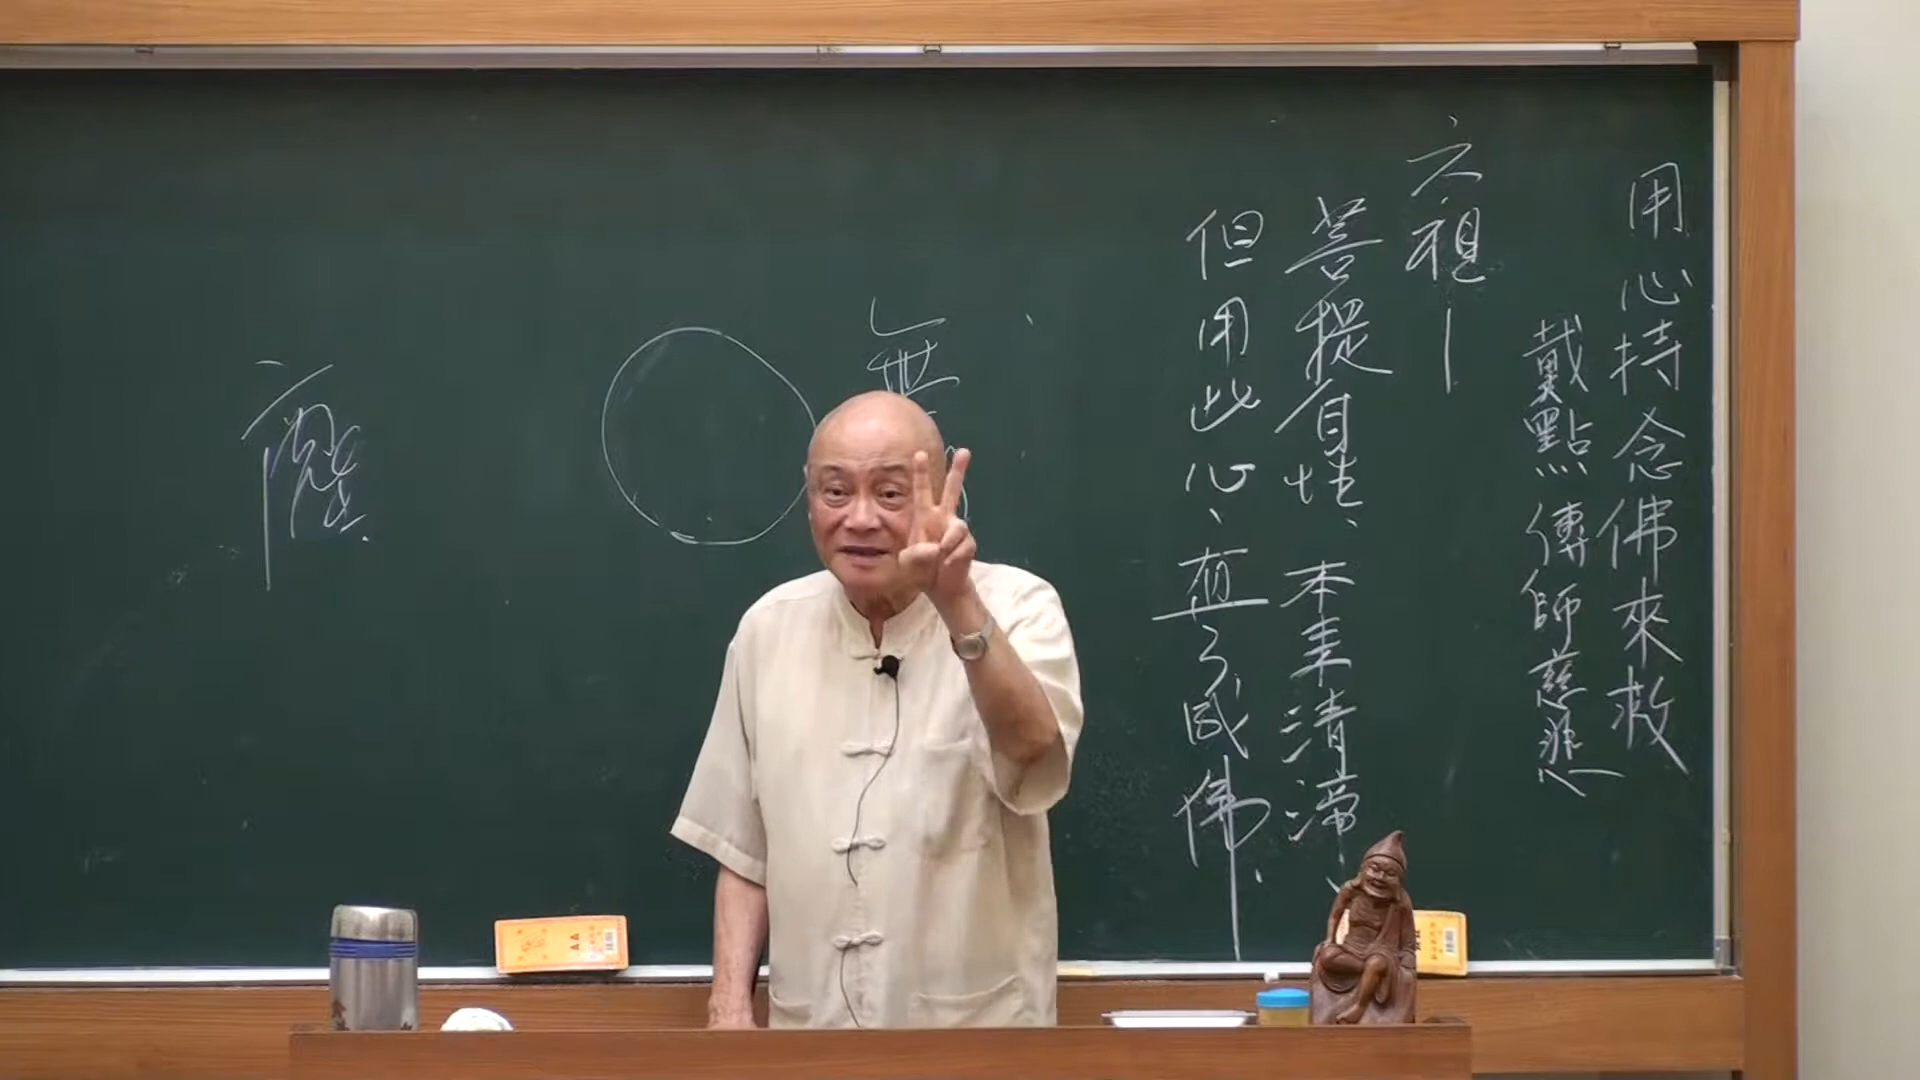 用心持念佛來救
戴點傳師慈悲
六祖—
菩提自性、本來清淨、
但用此心、直了成佛.
無
AA